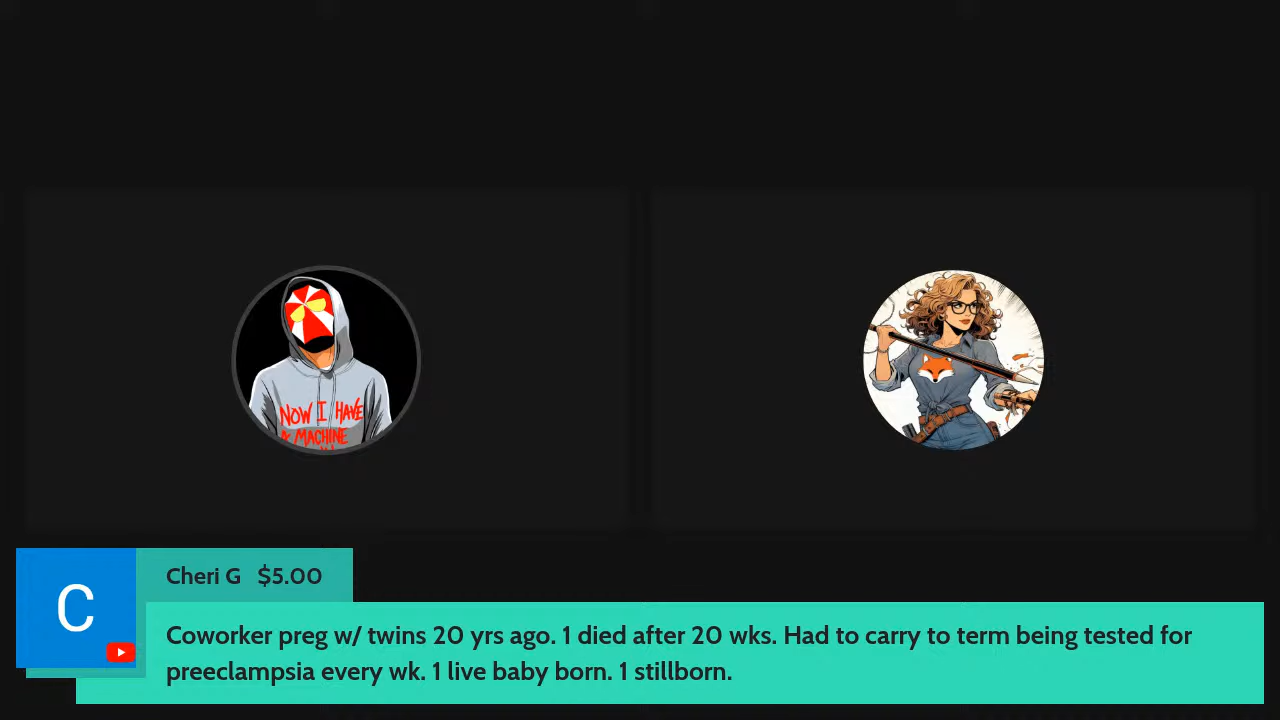 NOW I HAVE
A MACHINE
C
Cheri G $5.00
Coworker preg w/ twins 20 yrs ago. 1 died after 20 wks. Had to carry to term being tested for
preeclampsia every wk. 1 live baby born. 1 stillborn.